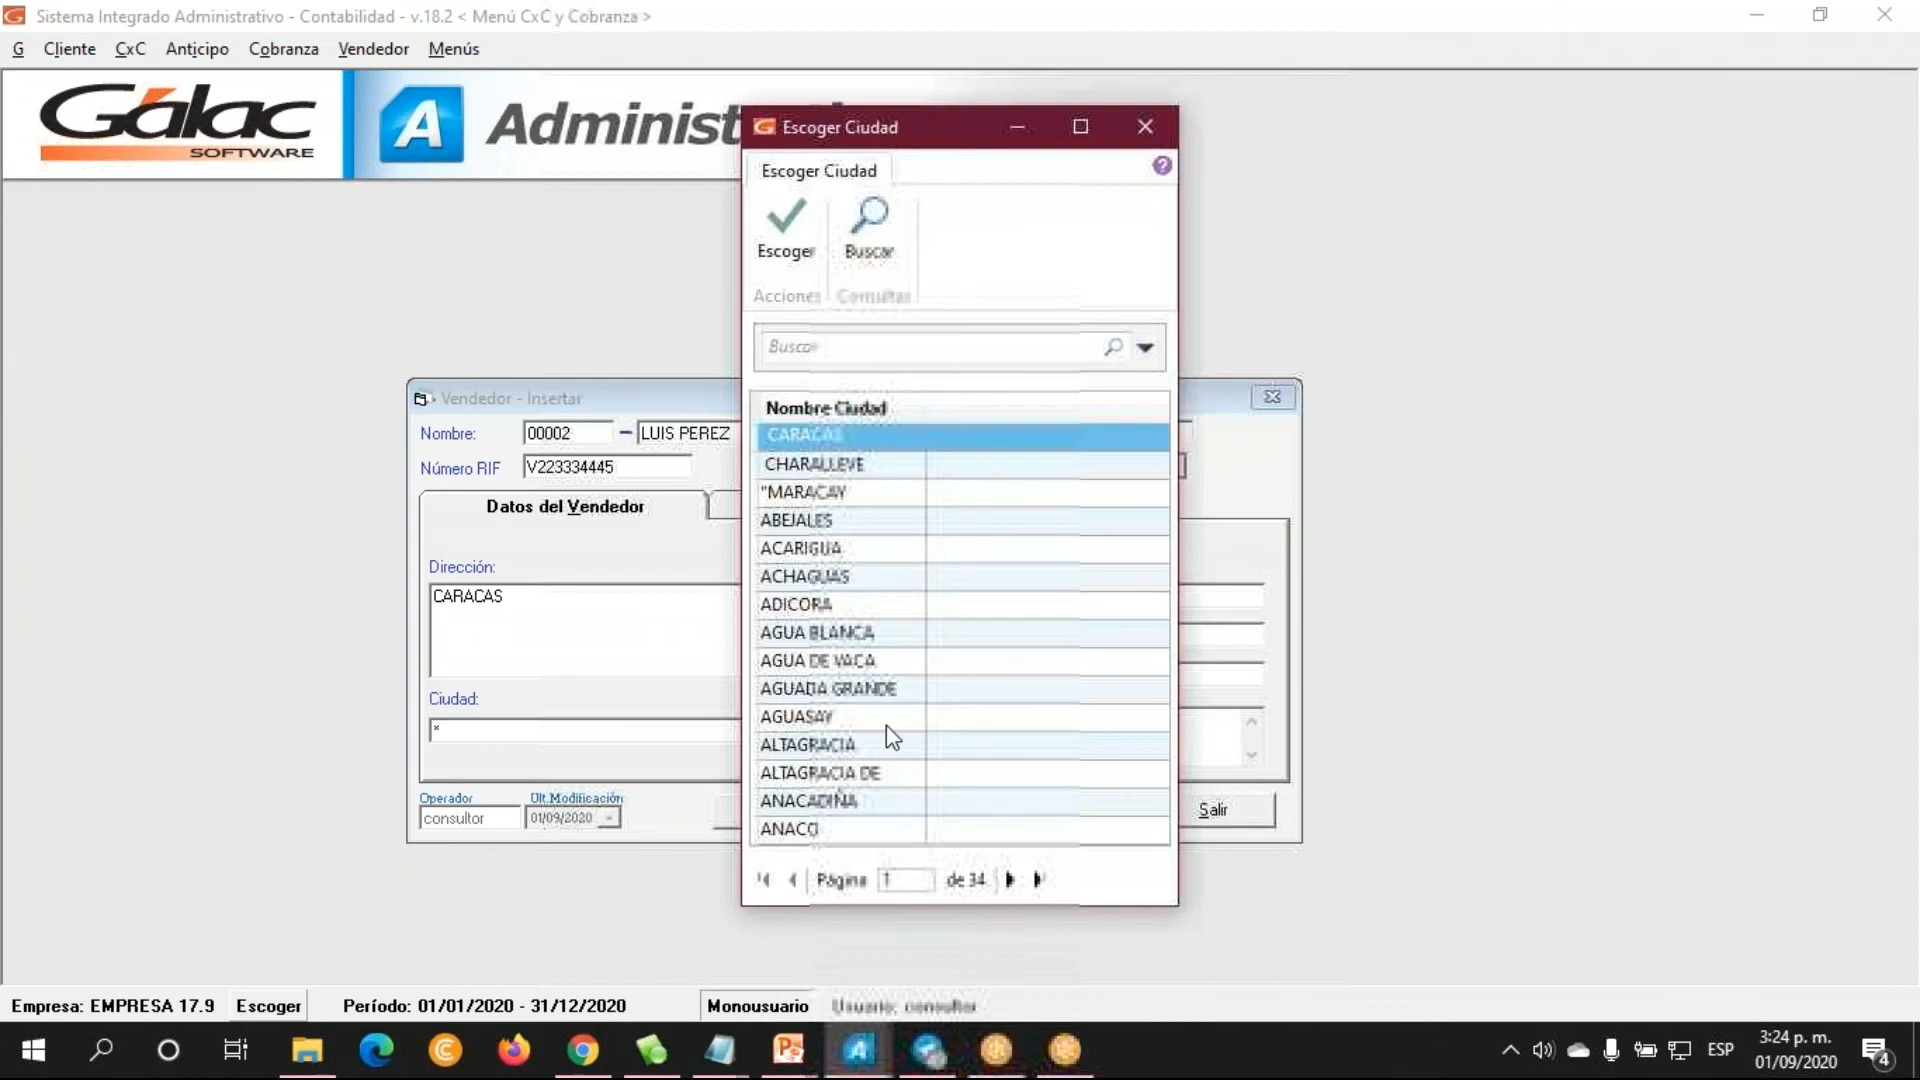 Sistema Integrado Administrativo - Contabilidad - v.18.2 < Menú CxC y Cobranza >
G Cliente CxC Anticipo Cobranza Vendedor Menús
Gálac
SOFTWARE
A Administ
Escoger Ciudad
Escoger Ciudad
Escoger Buscar
Acciones Consultas
Buscar
Nombre Ciudad
CARACAS
CHARALLEVE
"MARACAY
ABEJALES
ACARIGUA
ACHAGUAS
ADICORA
AGUA BLANCA
AGUA DE VACA
AGUADA GRANDE
AGUASAY
ALTAGRACIA
ALTAGRACIA DE
ANACADIÑA
ANACO
Página 1 de 34
Vendedor - Insertar
Nombre: 00002 – LUIS PEREZ
Número RIF V223334445
Datos del Vendedor
Dirección:
CARACAS
Ciudad:
*
Operador Ult.Modificación
consultor 01/09/2020
Salir
Empresa: EMPRESA 17.9 Escoger Período: 01/01/2020 - 31/12/2020 Monousuario Usuario: consultor
ESP 3:24 p. m.
01/09/2020
4